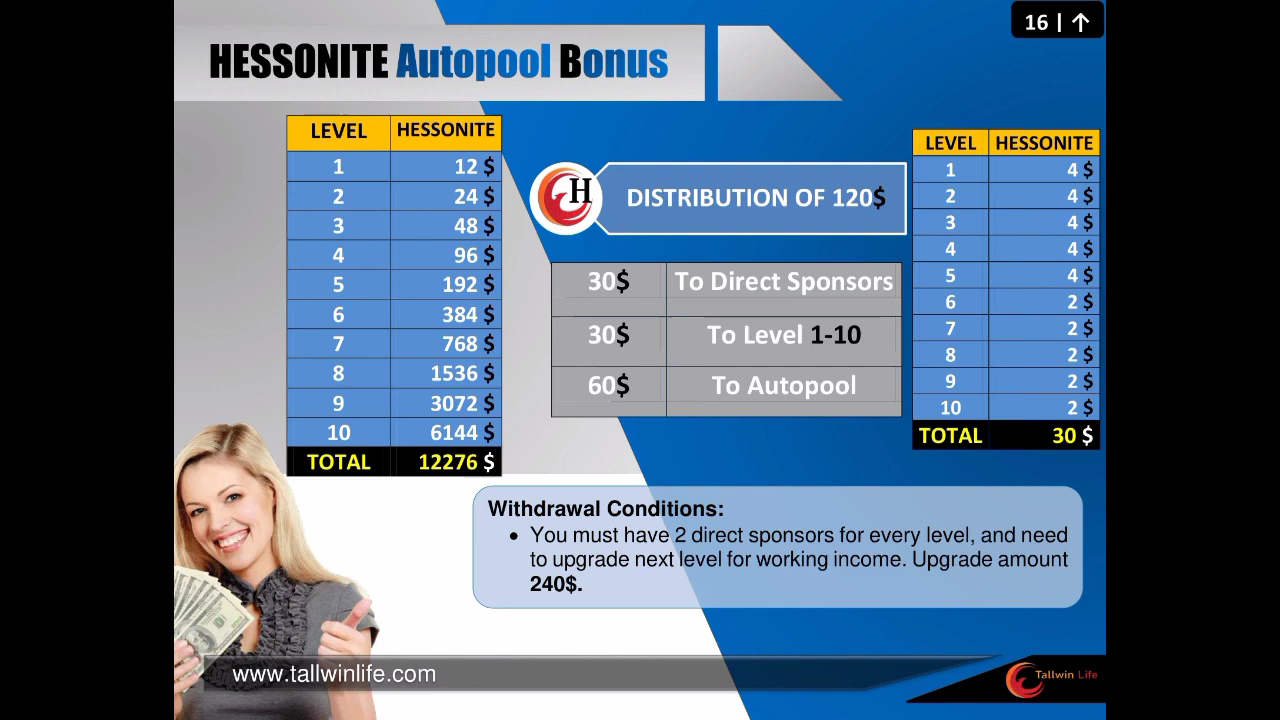 16 | ↑
HESSONITE Autopool Bonus
LEVEL HESSONITE
1 12 $
2 24 $
3 48 $
4 96 $
5 192 $
6 384 $
7 768 $
8 1536 $
9 3072 $
10 6144 $
TOTAL 12276 $
H
DISTRIBUTION OF 120$
30$ To Direct Sponsors
30$ To Level 1-10
60$ To Autopool
LEVEL HESSONITE
1 4 $
2 4 $
3 4 $
4 4 $
5 4 $
6 2 $
7 2 $
8 2 $
9 2 $
10 2 $
TOTAL 30 $
Withdrawal Conditions:
• You must have 2 direct sponsors for every level, and need
to upgrade next level for working income. Upgrade amount
240$.
www.tallwinlife.com
Tallwin Life